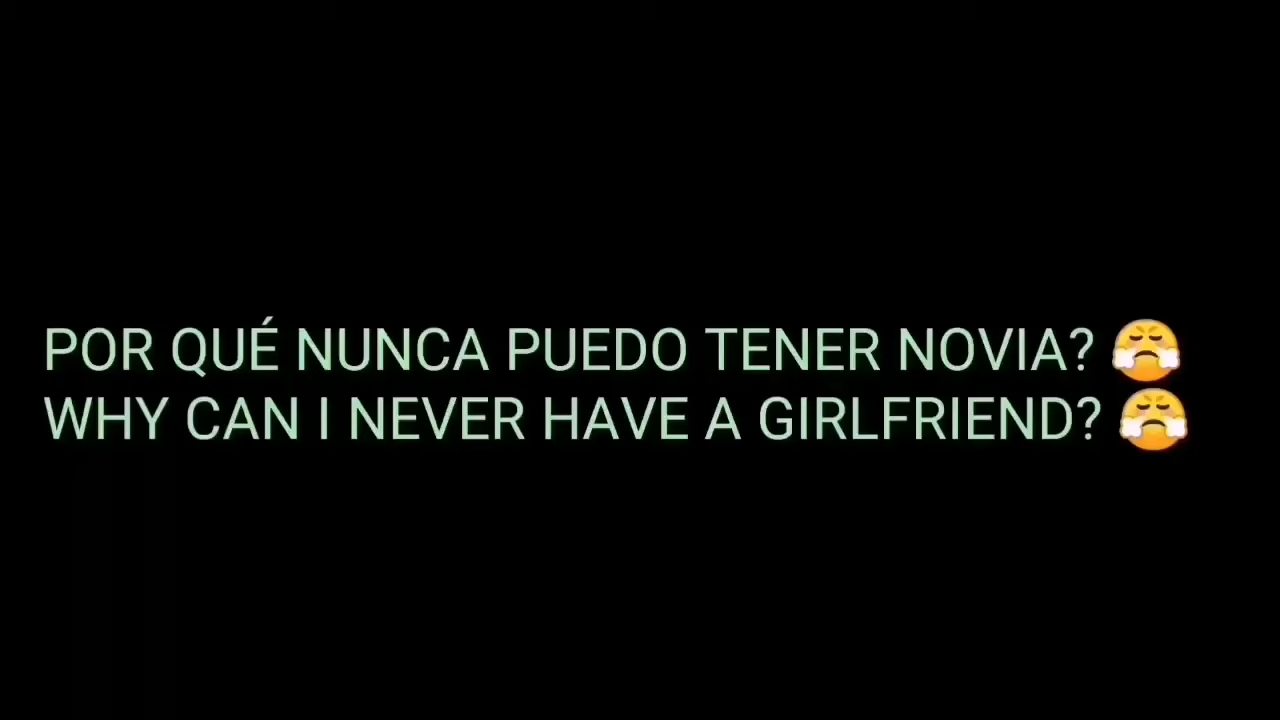 POR QUÉ NUNCA PUEDO TENER NOVIA? 😤
WHY CAN I NEVER HAVE A GIRLFRIEND? 😤